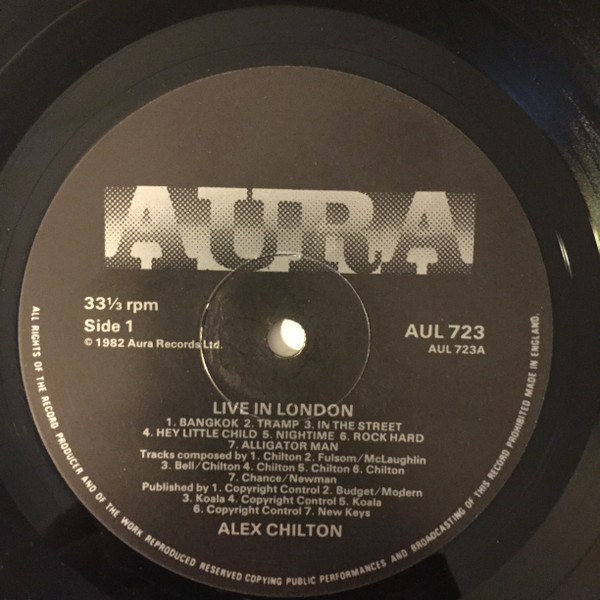 AURA
33⅓ rpm
Side 1
© 1982 Aura Records Ltd.
AUL 723
AUL 723A
LIVE IN LONDON
1. BANGKOK 2. TRAMP 3. IN THE STREET
4. HEY LITTLE CHILD 5. NIGHTIME 6. ROCK HARD
7. ALLIGATOR MAN
Tracks composed by 1. Chilton 2. Fulsom/McLaughlin
3. Bell/Chilton 4. Chilton 5. Chilton 6. Chilton
7. Chance/Newman
Published by 1. Copyright Control 2. Budget/Modern
3. Koala 4. Copyright Control 5. Koala
6. Copyright Control 7. New Keys
ALEX CHILTON
ALL RIGHTS OF THE RECORD PRODUCER AND OF THE WORK REPRODUCED RESERVED COPYING PUBLIC PERFORMANCES AND BROADCASTING OF THIS RECORD PROHIBITED MADE IN ENGLAND.